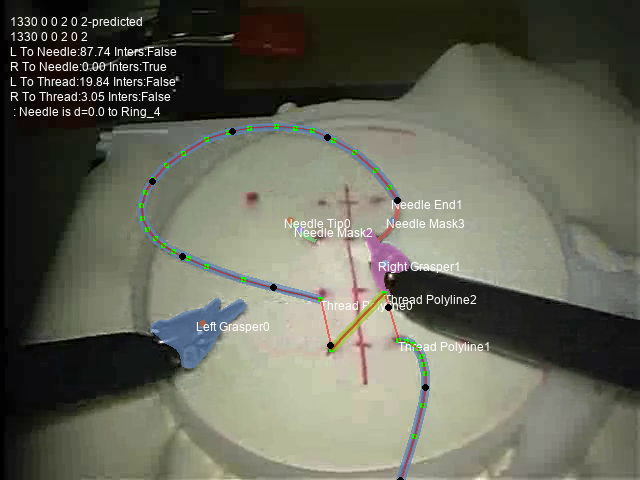 1330 0 0 2 0 2-predicted
1330 0 0 2 0 2
L To Needle:87.74 Inters:False
R To Needle:0.00 Inters:True
L To Thread:19.84 Inters:False
R To Thread:3.05 Inters:False
: Needle is d=0.0 to Ring_4
Needle End1
Needle Tip0
Needle Mask3
Needle Mask2
Right Grasper1
Thread Polyline0
Thread Polyline2
Left Grasper0
Thread Polyline1